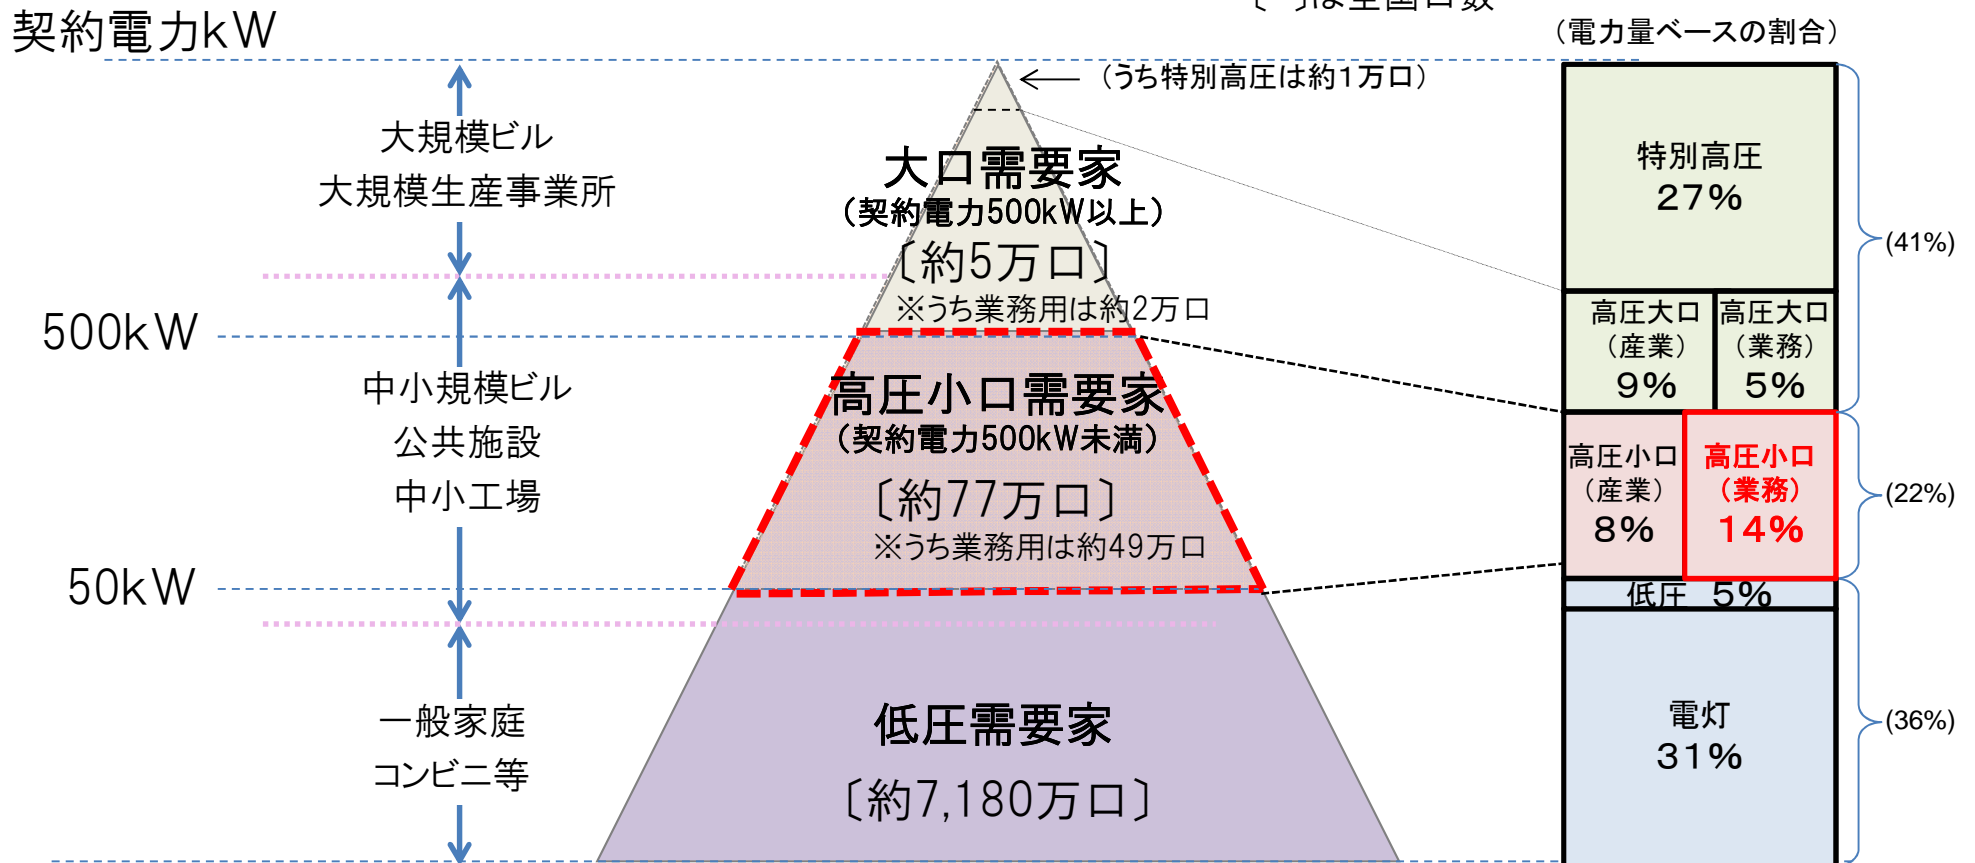 〔 〕は全国口数
契約電力kW
（電力量ベースの割合）
（うち特別高圧は約1万口）
大規模ビル
大規模生産事業所
大口需要家
（契約電力500kW以上）
〔約5万口〕
※うち業務用は約2万口
500kW
中小規模ビル
公共施設
中小工場
高圧小口需要家
（契約電力500kW未満）
〔約77万口〕
※うち業務用は約49万口
50kW
一般家庭
コンビニ等
低圧需要家
〔約7,180万口〕
特別高圧
27%
(41%)
高圧大口
（産業）
9%
高圧大口
（業務）
5%
高圧小口
（産業）
8%
高圧小口
（業務）
14%
(22%)
低圧 5%
電灯
31%
(36%)